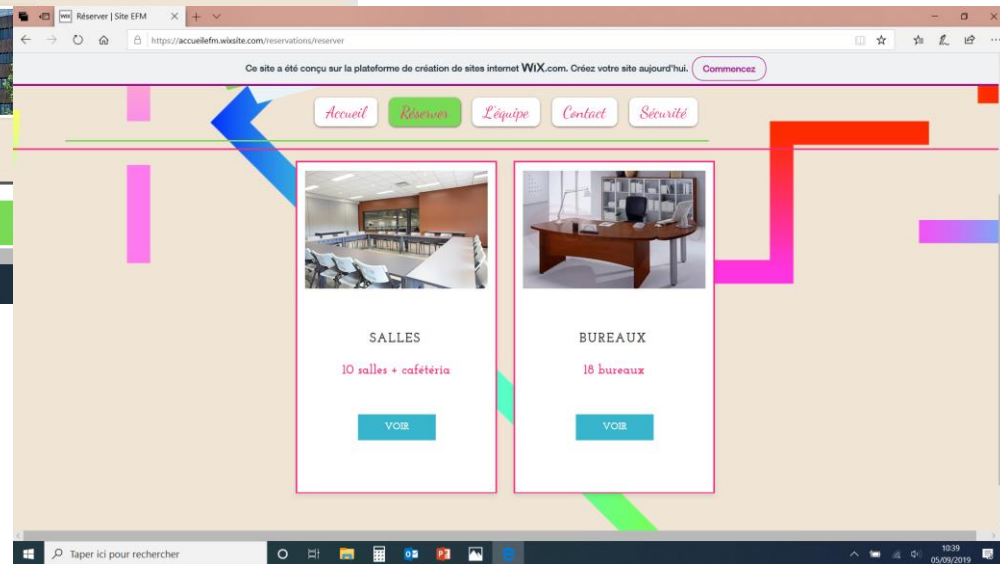 Réserver | Site EFM
https://accueilefm.wixsite.com/reservations/reserver
Ce site a été conçu sur la plateforme de création de sites internet WiX.com. Créez votre site aujourd'hui. Commencez
Accueil Réserver L'équipe Contact Sécurité
SALLES
10 salles + cafétéria
VOIR
BUREAUX
18 bureaux
VOIR
Taper ici pour rechercher
10:39
05/09/2019